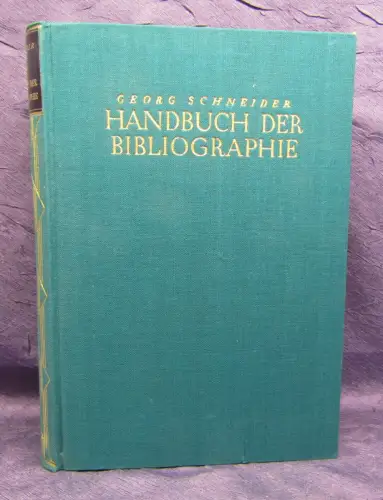 GEORG SCHNEIDER
HANDBUCH DER
BIBLIOGRAPHIE